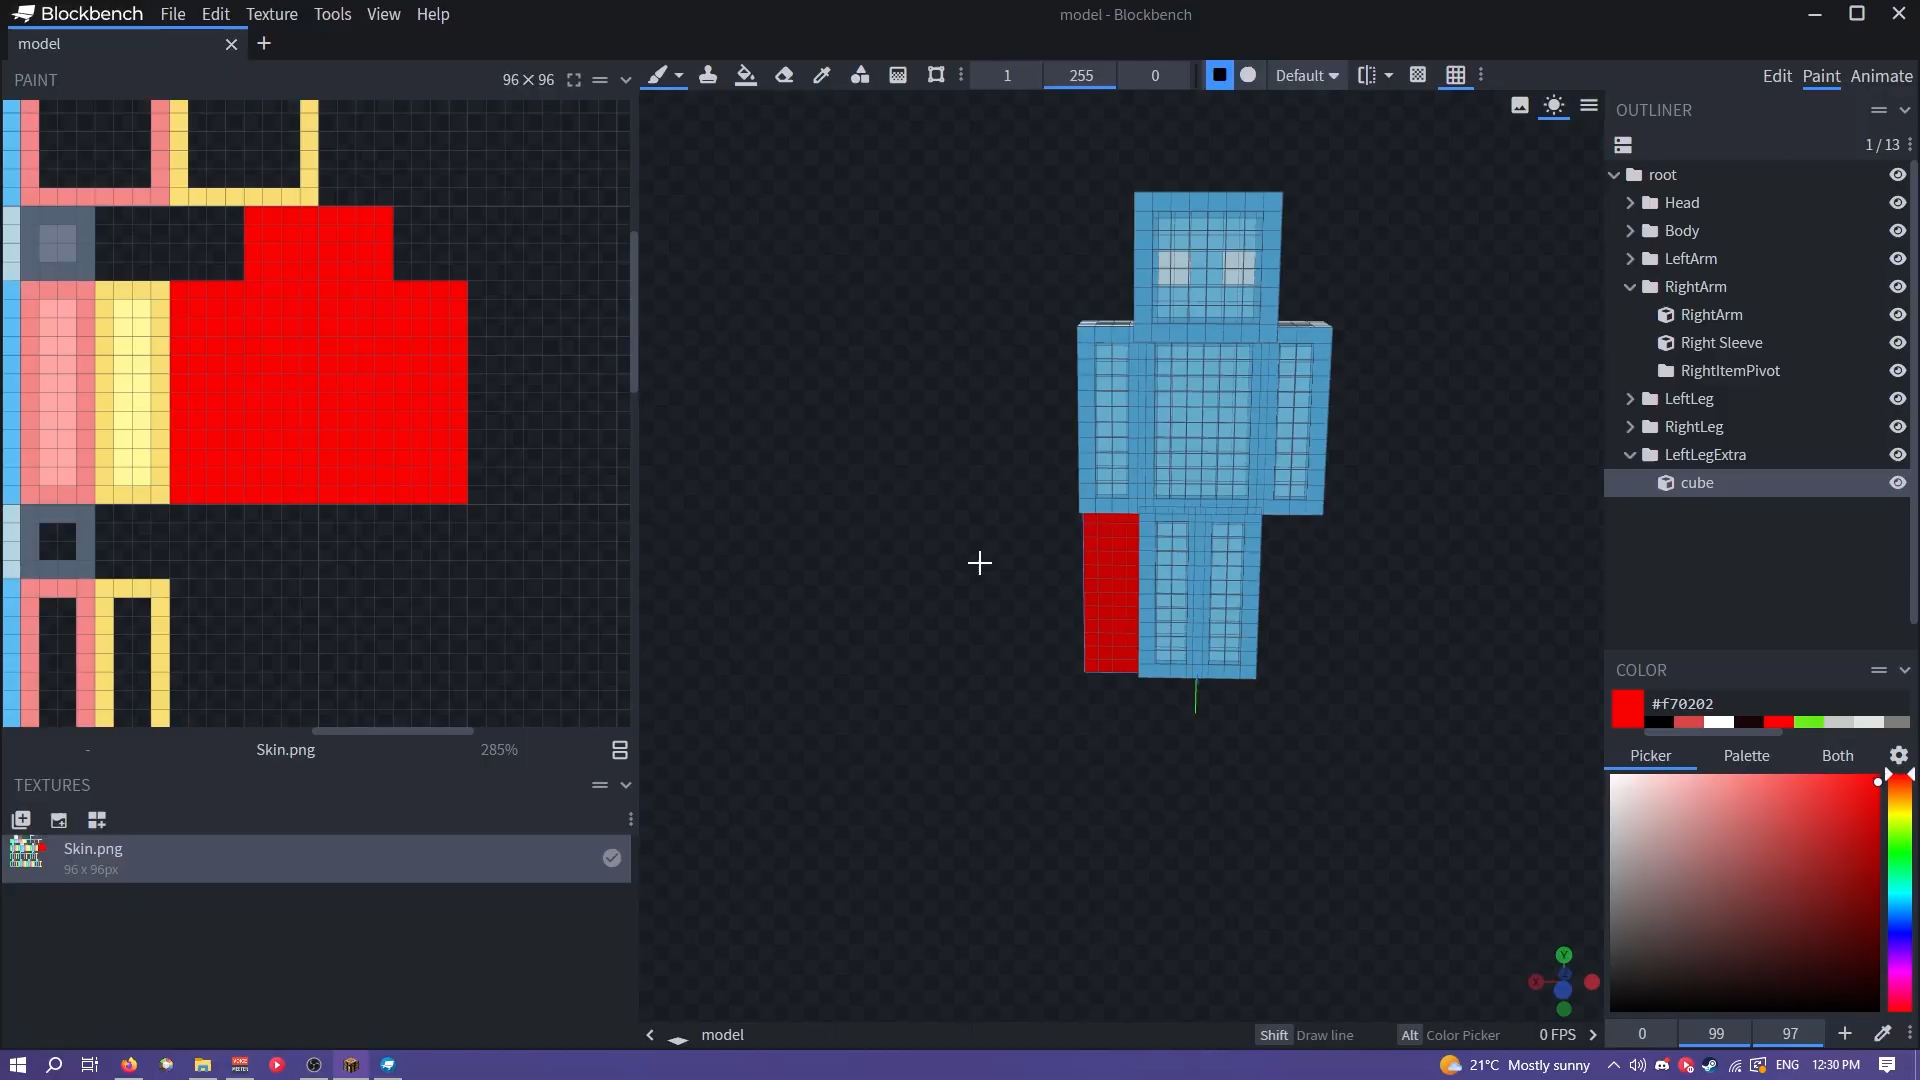 Blockbench File Edit Texture Tools View Help
model - Blockbench
model
PAINT 96×96
1 255 0 Default
Edit Paint Animate
OUTLINER
1 / 13
root
Head
Body
LeftArm
RightArm
RightArm
Right Sleeve
RightItemPivot
LeftLeg
RightLeg
LeftLegExtra
cube
COLOR
#f70202
Picker Palette Both
0 99 97
- Skin.png 285%
TEXTURES
Skin.png
96 x 96px
Y
X
model
Shift Draw line Alt Color Picker 0 FPS
21°C Mostly sunny ENG 12:30 PM